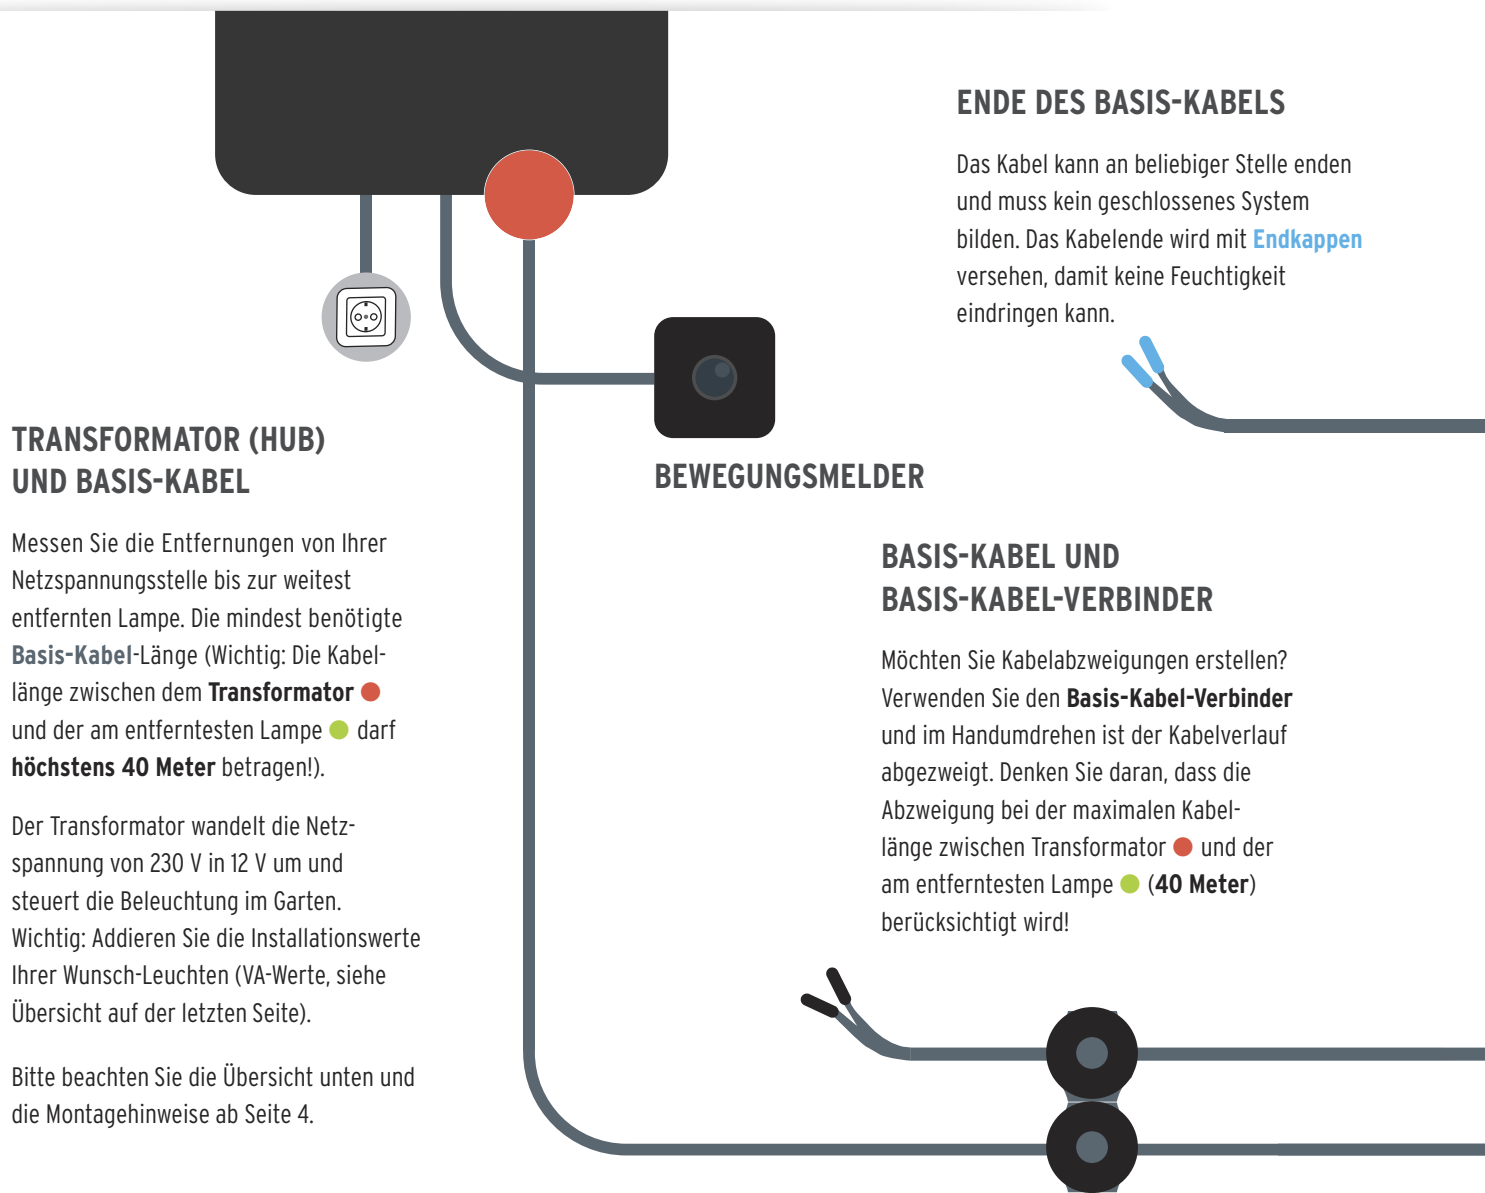 ENDE DES BASIS-KABELS
Das Kabel kann an beliebiger Stelle enden
und muss kein geschlossenes System
bilden. Das Kabelende wird mit Endkappen
versehen, damit keine Feuchtigkeit
eindringen kann.
TRANSFORMATOR (HUB)
UND BASIS-KABEL
Messen Sie die Entfernungen von Ihrer
Netzspannungsstelle bis zur weitest
entfernten Lampe. Die mindest benötigte
Basis-Kabel-Länge (Wichtig: Die Kabel-
länge zwischen dem Transformator
und der am entferntesten Lampe darf
höchstens 40 Meter betragen!).
Der Transformator wandelt die Netz-
spannung von 230 V in 12 V um und
steuert die Beleuchtung im Garten.
Wichtig: Addieren Sie die Installationswerte
Ihrer Wunsch-Leuchten (VA-Werte, siehe
Übersicht auf der letzten Seite).
Bitte beachten Sie die Übersicht unten und
die Montagehinweise ab Seite 4.
BEWEGUNGSMELDER
BASIS-KABEL UND
BASIS-KABEL-VERBINDER
Möchten Sie Kabelabzweigungen erstellen?
Verwenden Sie den Basis-Kabel-Verbinder
und im Handumdrehen ist der Kabelverlauf
abgezweigt. Denken Sie daran, dass die
Abzweigung bei der maximalen Kabel-
länge zwischen Transformator und der
am entferntesten Lampe (40 Meter)
berücksichtigt wird!